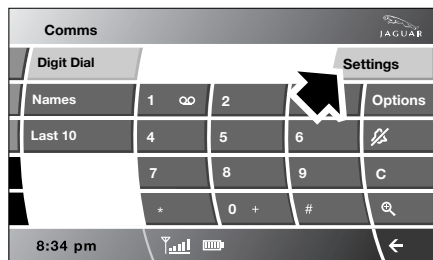 Comms JAGUAR
Digit Dial Settings
Names 1 2 Options
Last 10 4 5 6
7 8 9 C
* 0 + #
8:34 pm